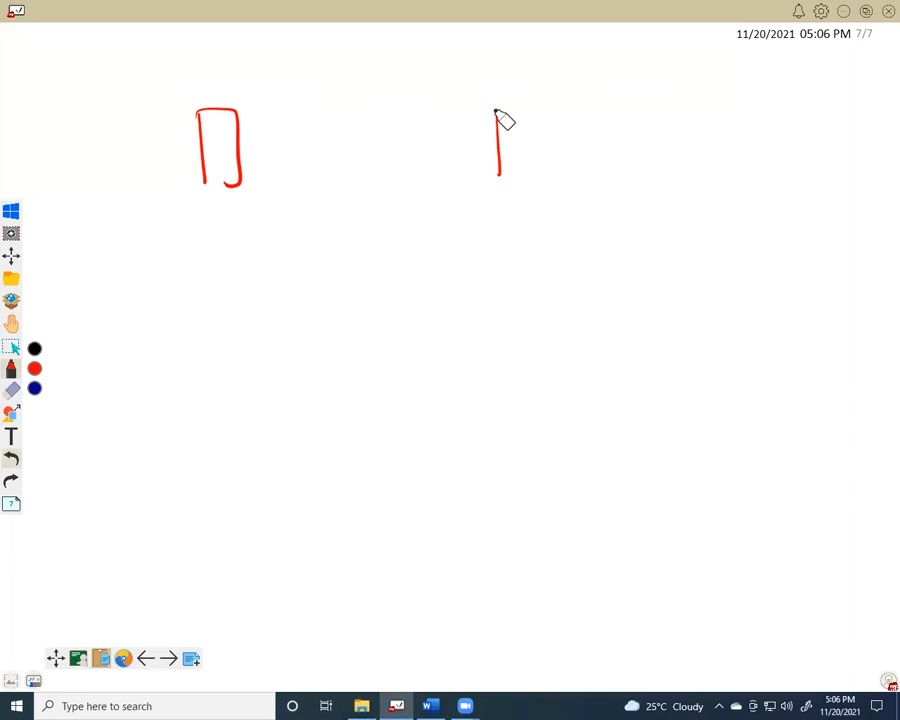 11/20/2021 05:06 PM 7/7
T
7
Type here to search
25°C Cloudy
5:06 PM
11/20/2021